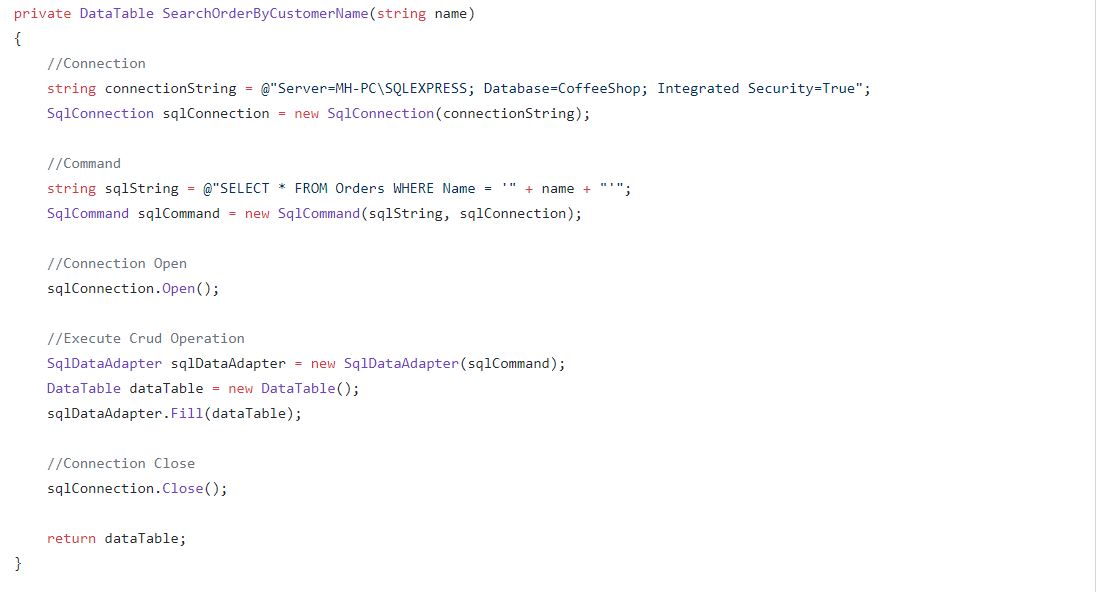 private DataTable SearchOrderByCustomerName(string name)
{
    //Connection
    string connectionString = @"Server=MH-PC\SQLEXPRESS; Database=CoffeeShop; Integrated Security=True";
    SqlConnection sqlConnection = new SqlConnection(connectionString);

    //Command
    string sqlString = @"SELECT * FROM Orders WHERE Name = '" + name + "'";
    SqlCommand sqlCommand = new SqlCommand(sqlString, sqlConnection);

    //Connection Open
    sqlConnection.Open();

    //Execute Crud Operation
    SqlDataAdapter sqlDataAdapter = new SqlDataAdapter(sqlCommand);
    DataTable dataTable = new DataTable();
    sqlDataAdapter.Fill(dataTable);

    //Connection Close
    sqlConnection.Close();

    return dataTable;
}